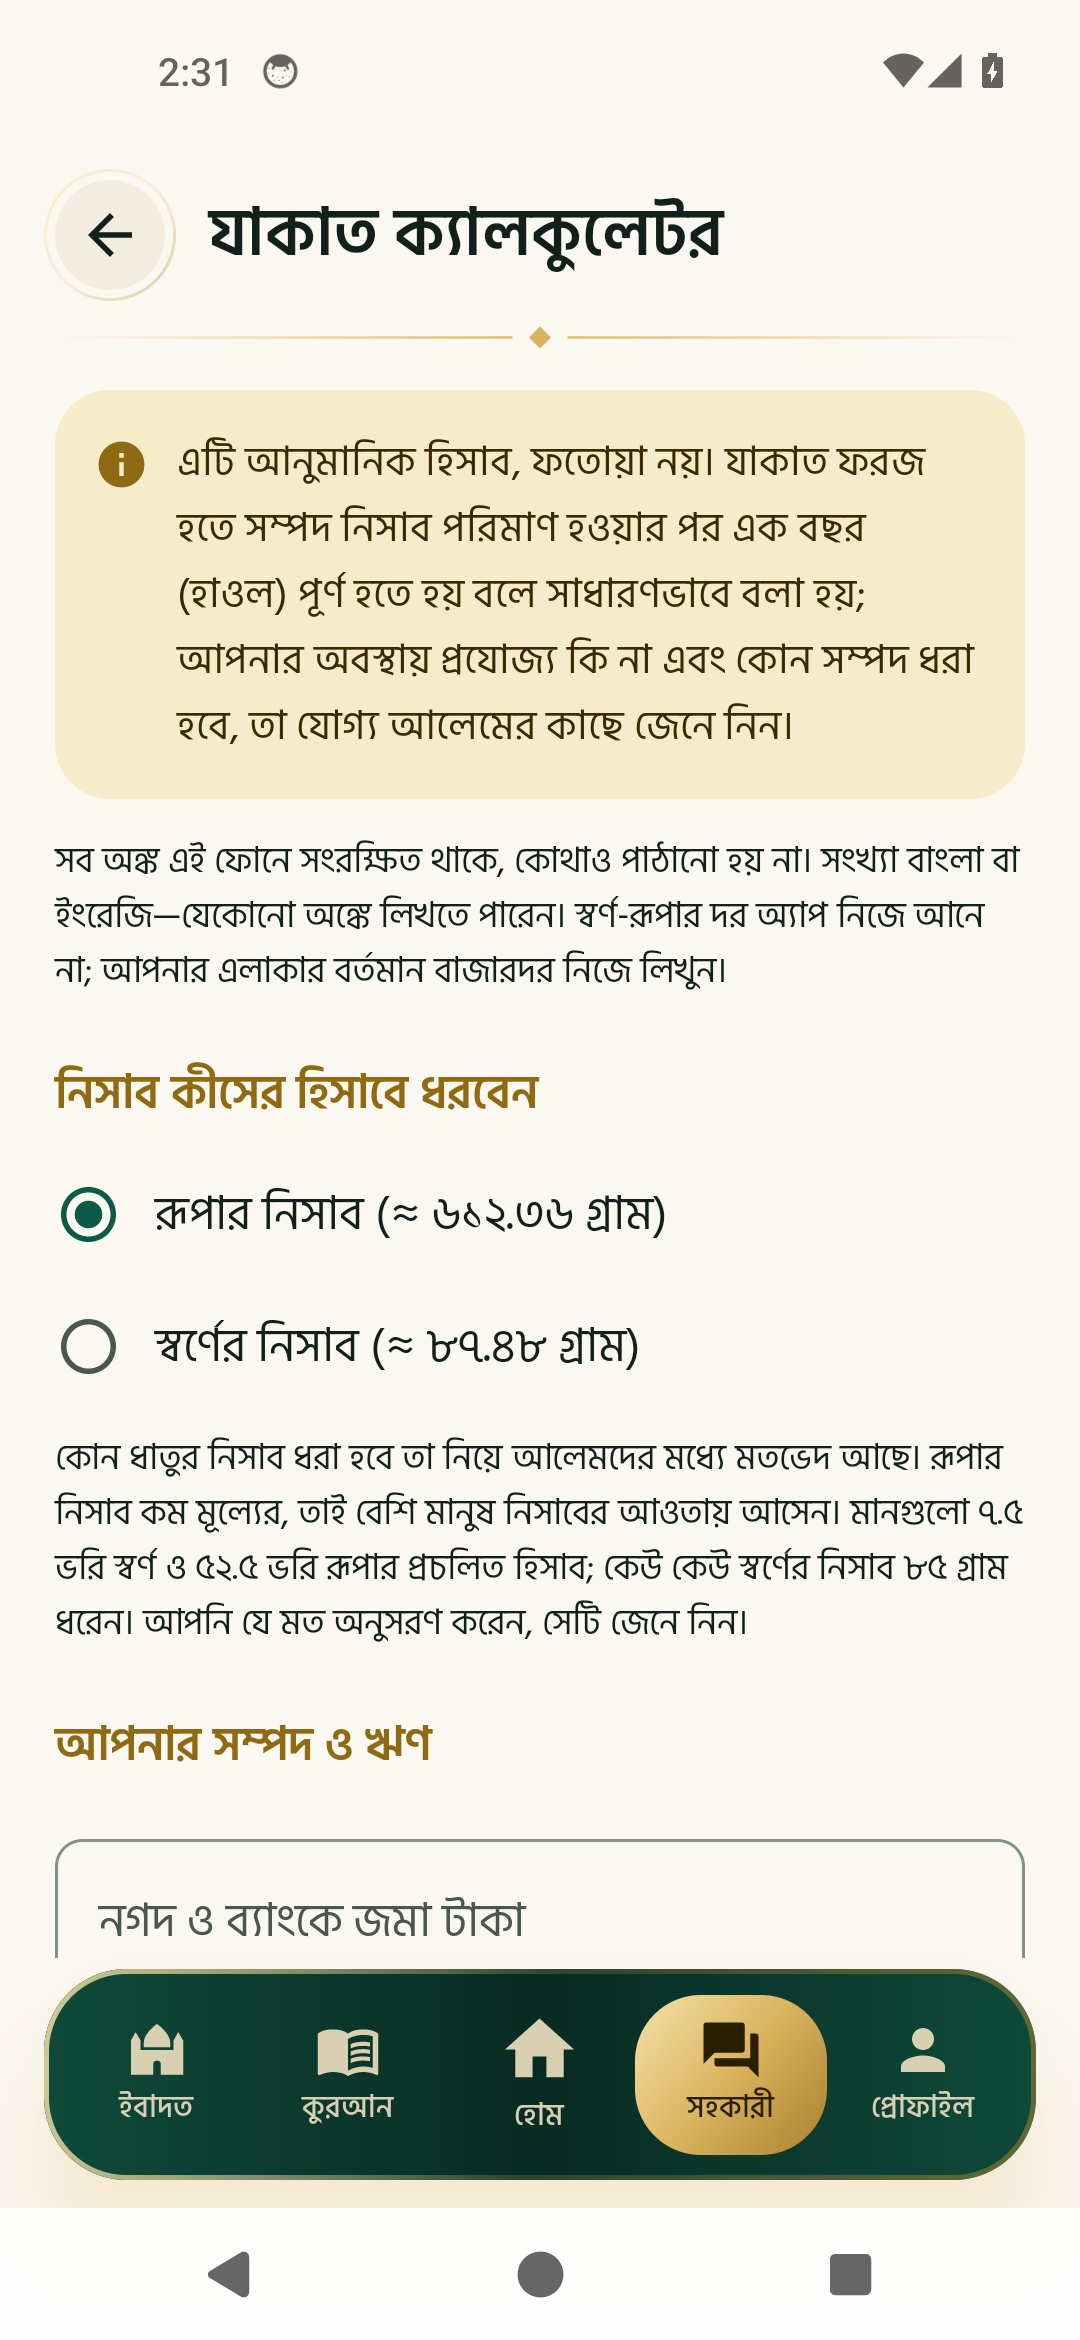 2:31
যাকাত ক্যালকুলেটর
এটি আনুমানিক হিসাব, ফতোয়া নয়। যাকাত ফরজ
হতে সম্পদ নিসাব পরিমাণ হওয়ার পর এক বছর
(হাওল) পূর্ণ হতে হয় বলে সাধারণভাবে বলা হয়;
আপনার অবস্থায় প্রযোজ্য কি না এবং কোন সম্পদ ধরা
হবে, তা যোগ্য আলেমের কাছে জেনে নিন।
সব অঙ্ক এই ফোনে সংরক্ষিত থাকে, কোথাও পাঠানো হয় না। সংখ্যা বাংলা বা
ইংরেজি—যেকোনো অঙ্কে লিখতে পারেন। স্বর্ণ-রূপার দর অ্যাপ নিজে আনে
না; আপনার এলাকার বর্তমান বাজারদর নিজে লিখুন।
নিসাব কীসের হিসাবে ধরবেন
রূপার নিসাব (≈ ৬১২.৩৬ গ্রাম)
স্বর্ণের নিসাব (≈ ৮৭.৪৮ গ্রাম)
কোন ধাতুর নিসাব ধরা হবে তা নিয়ে আলেমদের মধ্যে মতভেদ আছে। রূপার
নিসাব কম মূল্যের, তাই বেশি মানুষ নিসাবের আওতায় আসেন। মানগুলো ৭.৫
ভরি স্বর্ণ ও ৫২.৫ ভরি রূপার প্রচলিত হিসাব; কেউ কেউ স্বর্ণের নিসাব ৮৫ গ্রাম
ধরেন। আপনি যে মত অনুসরণ করেন, সেটি জেনে নিন।
আপনার সম্পদ ও ঋণ
নগদ ও ব্যাংকে জমা টাকা
ইবাদত
কুরআন
হোম
সহকারী
প্রোফাইল